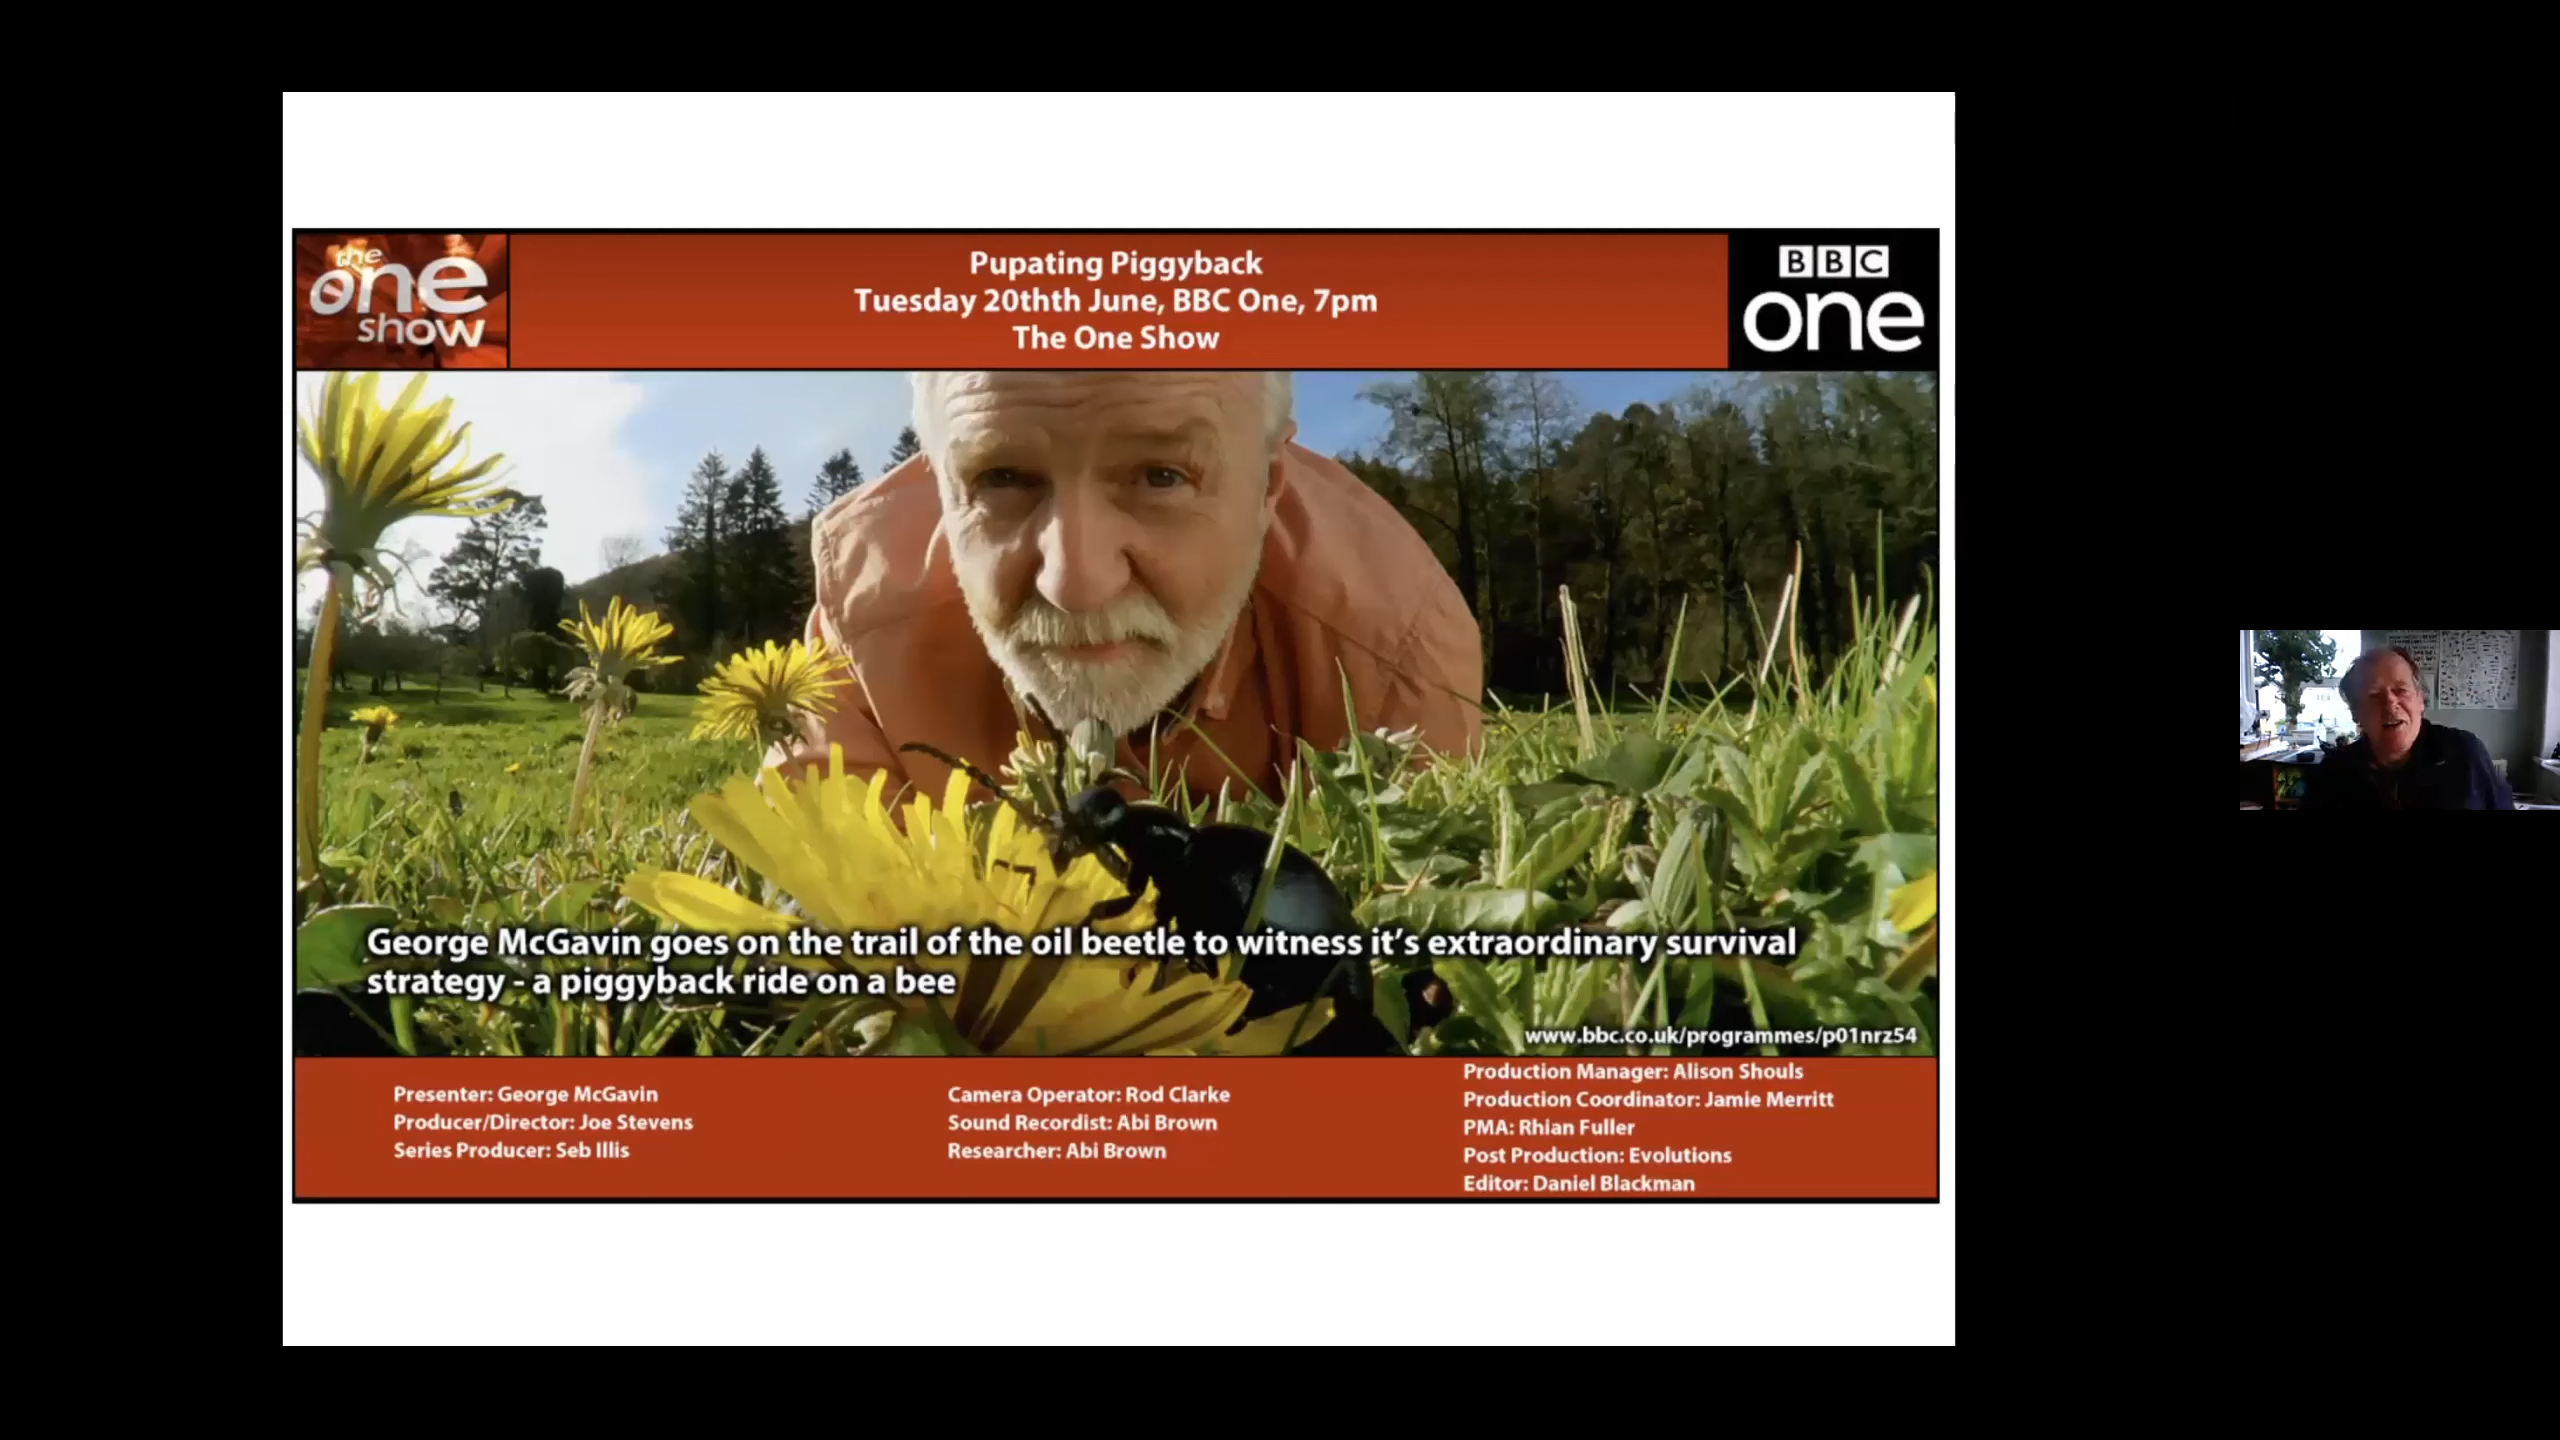 the
one
show
Pupating Piggyback
Tuesday 20thth June, BBC One, 7pm
The One Show
BBC
one
George McGavin goes on the trail of the oil beetle to witness it's extraordinary survival
strategy - a piggyback ride on a bee
www.bbc.co.uk/programmes/p01nrz54
Presenter: George McGavin
Producer/Director: Joe Stevens
Series Producer: Seb Illis
Camera Operator: Rod Clarke
Sound Recordist: Abi Brown
Researcher: Abi Brown
Production Manager: Alison Shouls
Production Coordinator: Jamie Merritt
PMA: Rhian Fuller
Post Production: Evolutions
Editor: Daniel Blackman